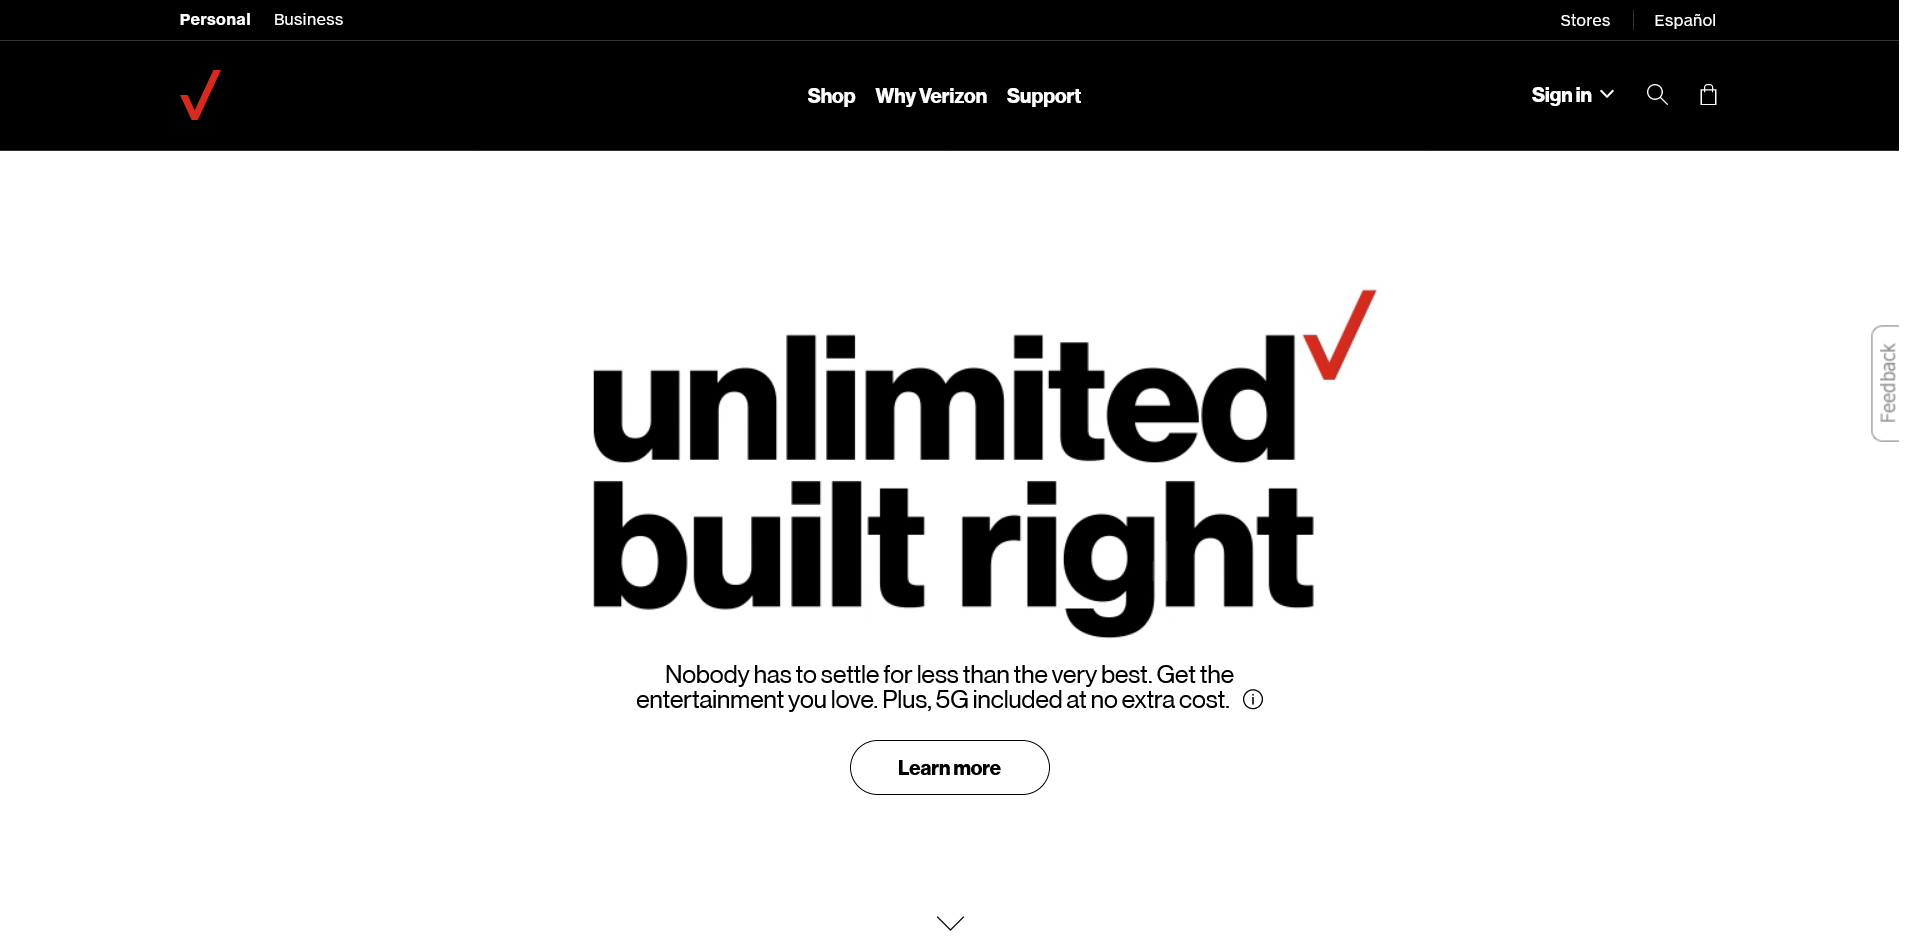 Personal Business Stores Español
Shop Why Verizon Support Sign in
unlimited
built right
Nobody has to settle for less than the very best. Get the
entertainment you love. Plus, 5G included at no extra cost.
Learn more
Feedback